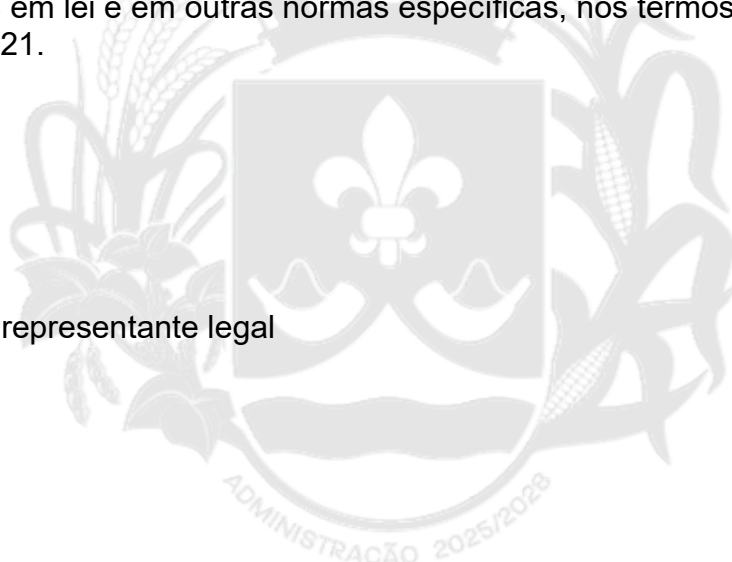 em lei e em outras normas específicas, nos termos
21.
representante legal
ADMINISTRAÇÃO 2025/2028